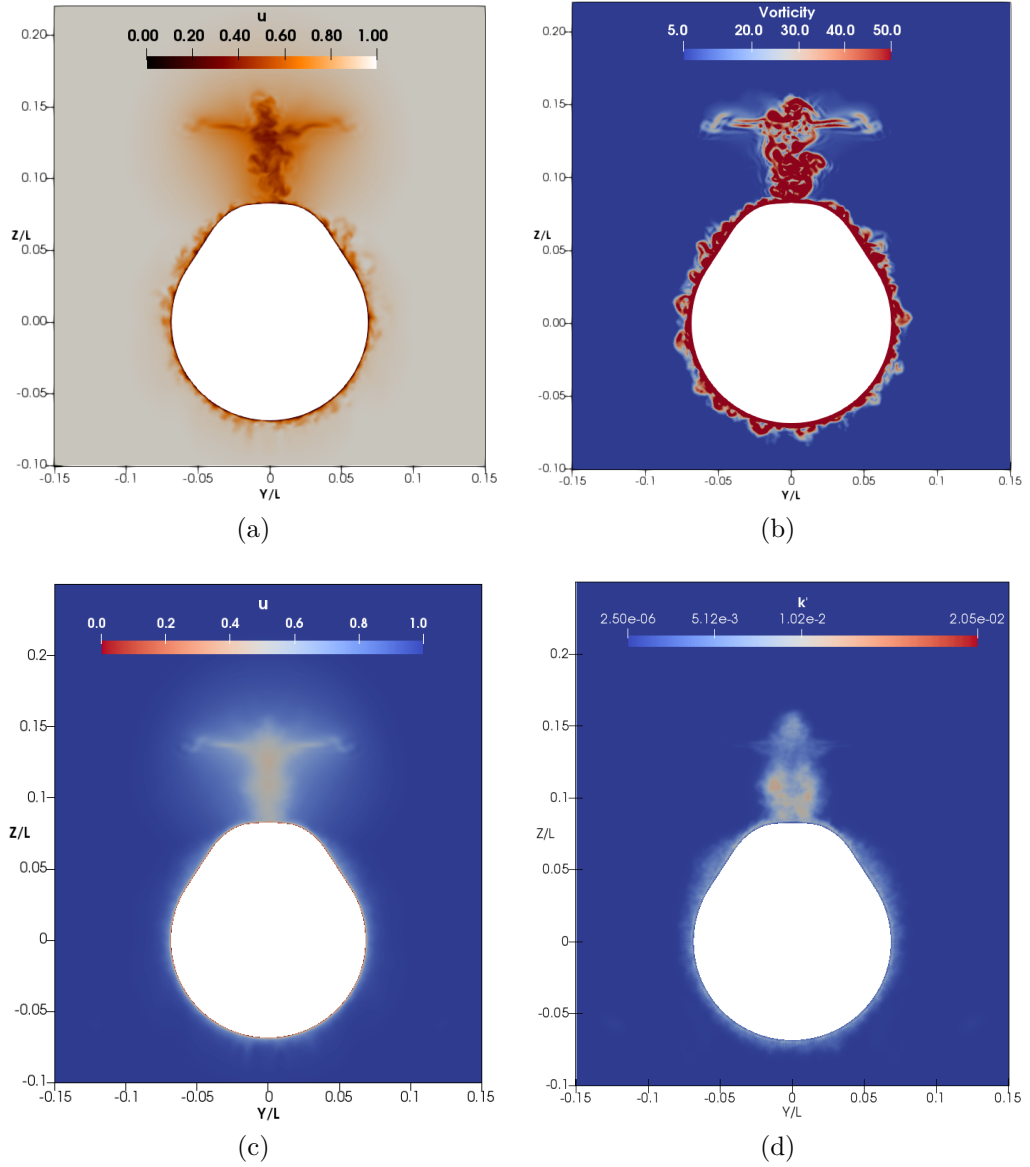 u
0.00 0.20 0.40 0.60 0.80 1.00
0.20
0.15
0.10
Z/L
0.05
0.00
-0.05
-0.10
-0.15 -0.10 -0.05 0 0.05 0.10 0.15
Y/L
(a)
Vorticity
5.0 20.0 30.0 40.0 50.0
0.20
0.15
0.10
Z/L
0.05
0.00
-0.05
-0.10
-0.15 -0.10 -0.05 0 0.05 0.10 0.15
Y/L
(b)
u
0.0 0.2 0.4 0.6 0.8 1.0
0.2
0.15
0.1
Z/L
0.05
0
-0.05
-0.1
-0.15 -0.1 -0.05 0 0.05 0.1 0.15
Y/L
(c)
k'
2.50e-06 5.12e-3 1.02e-2 2.05e-02
0.2
0.15
0.1
Z/L
0.05
0
-0.05
-0.1
-0.15 -0.1 -0.05 0 0.05 0.1 0.15
Y/L
(d)